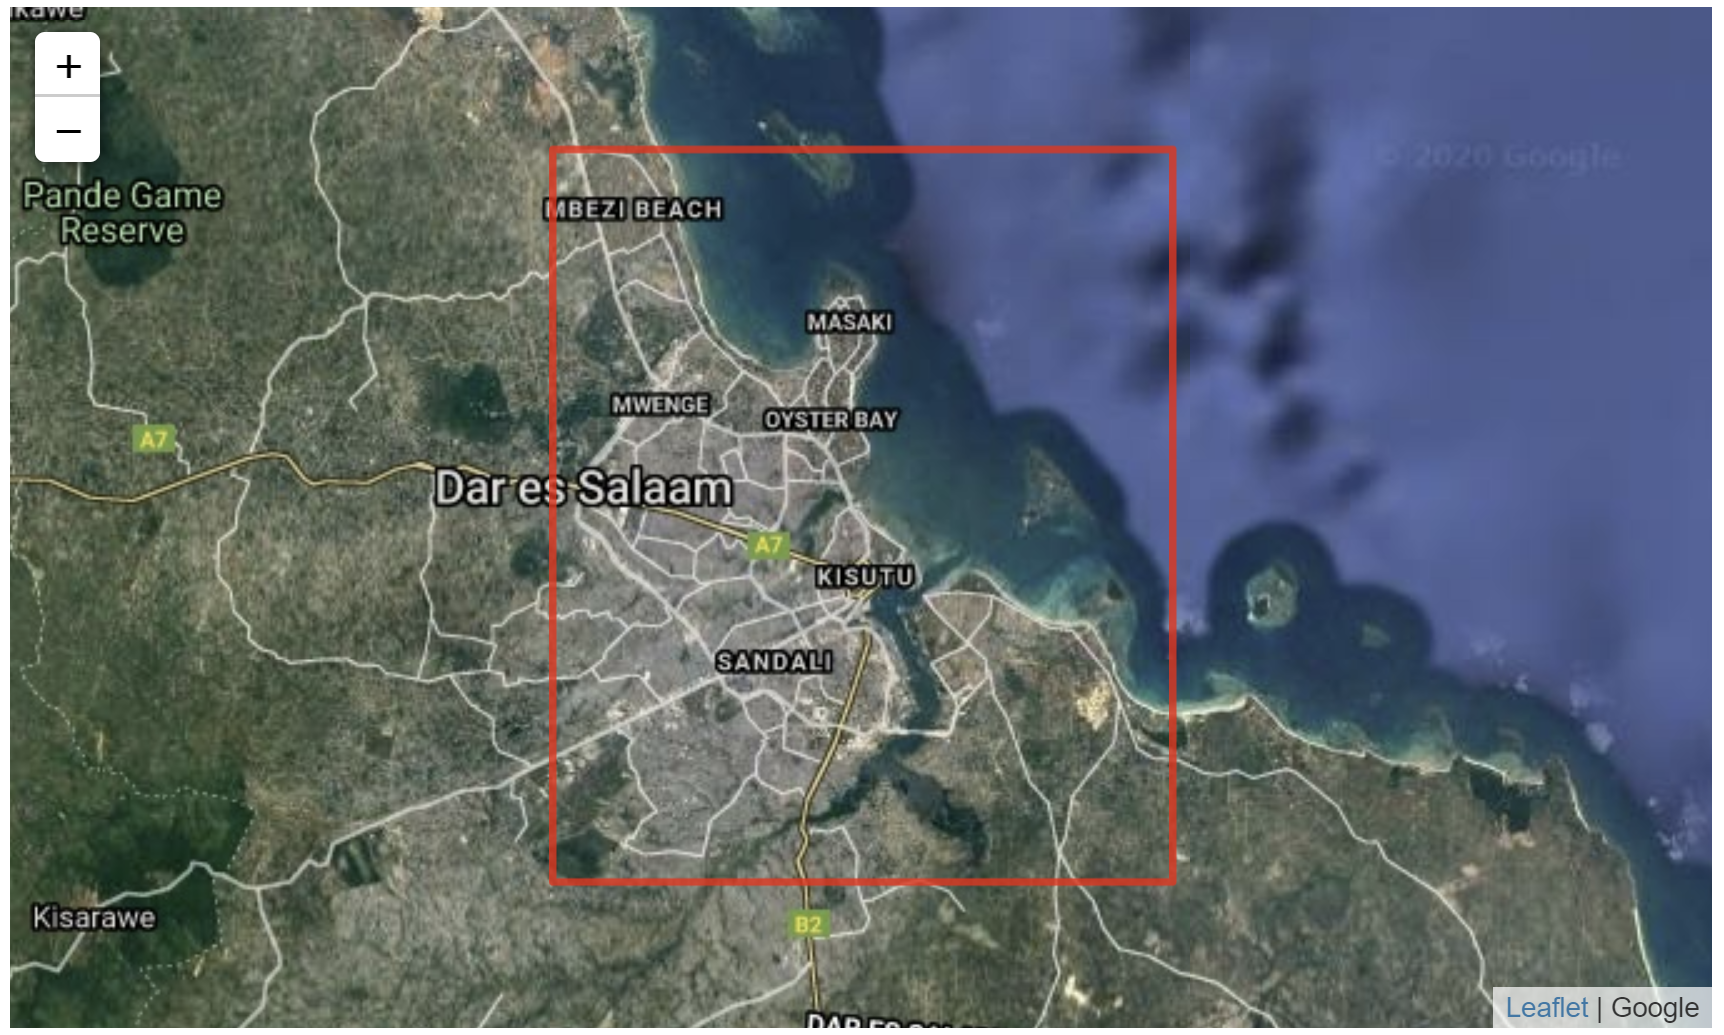 +
−
Pande Game
Reserve
MBEZI BEACH
© 2020 Google
MASAKI
MWENGE
OYSTER BAY
A7
Dar es Salaam
A7
KISUTU
SANDALI
Kisarawe
B2
Leaflet | Google